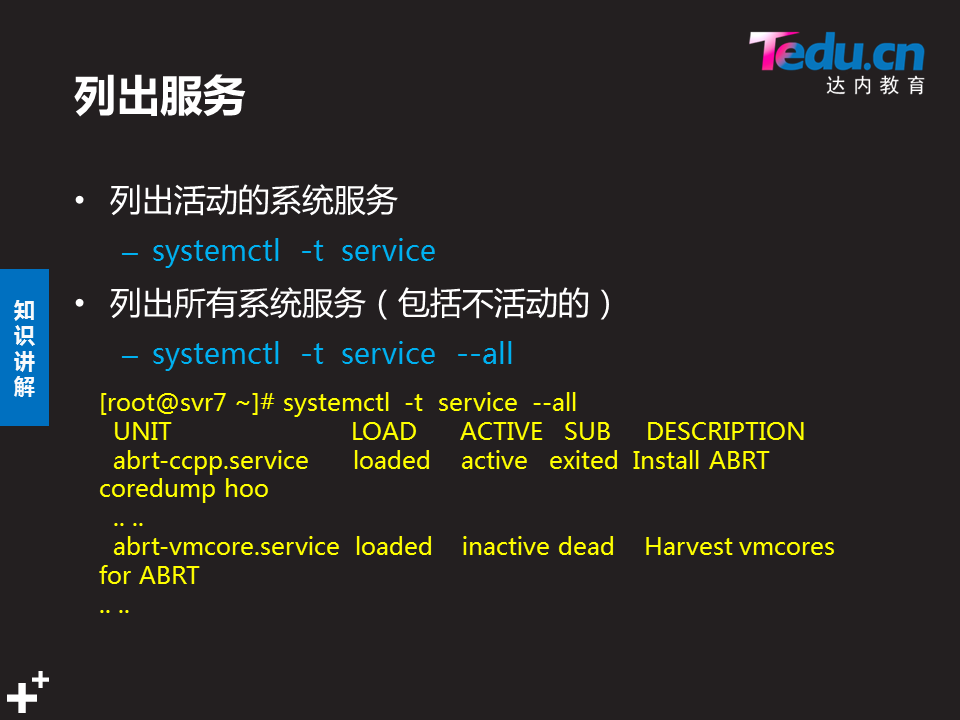 Tedu.cn
达内教育
列出服务
• 列出活动的系统服务
– systemctl -t service
• 列出所有系统服务（包括不活动的）
– systemctl -t service --all
知
识
讲
解
[root@svr7 ~]# systemctl -t service --all
UNIT LOAD ACTIVE SUB DESCRIPTION
abrt-ccpp.service loaded active exited Install ABRT
coredump hoo
.. ..
abrt-vmcore.service loaded inactive dead Harvest vmcores
for ABRT
.. ..